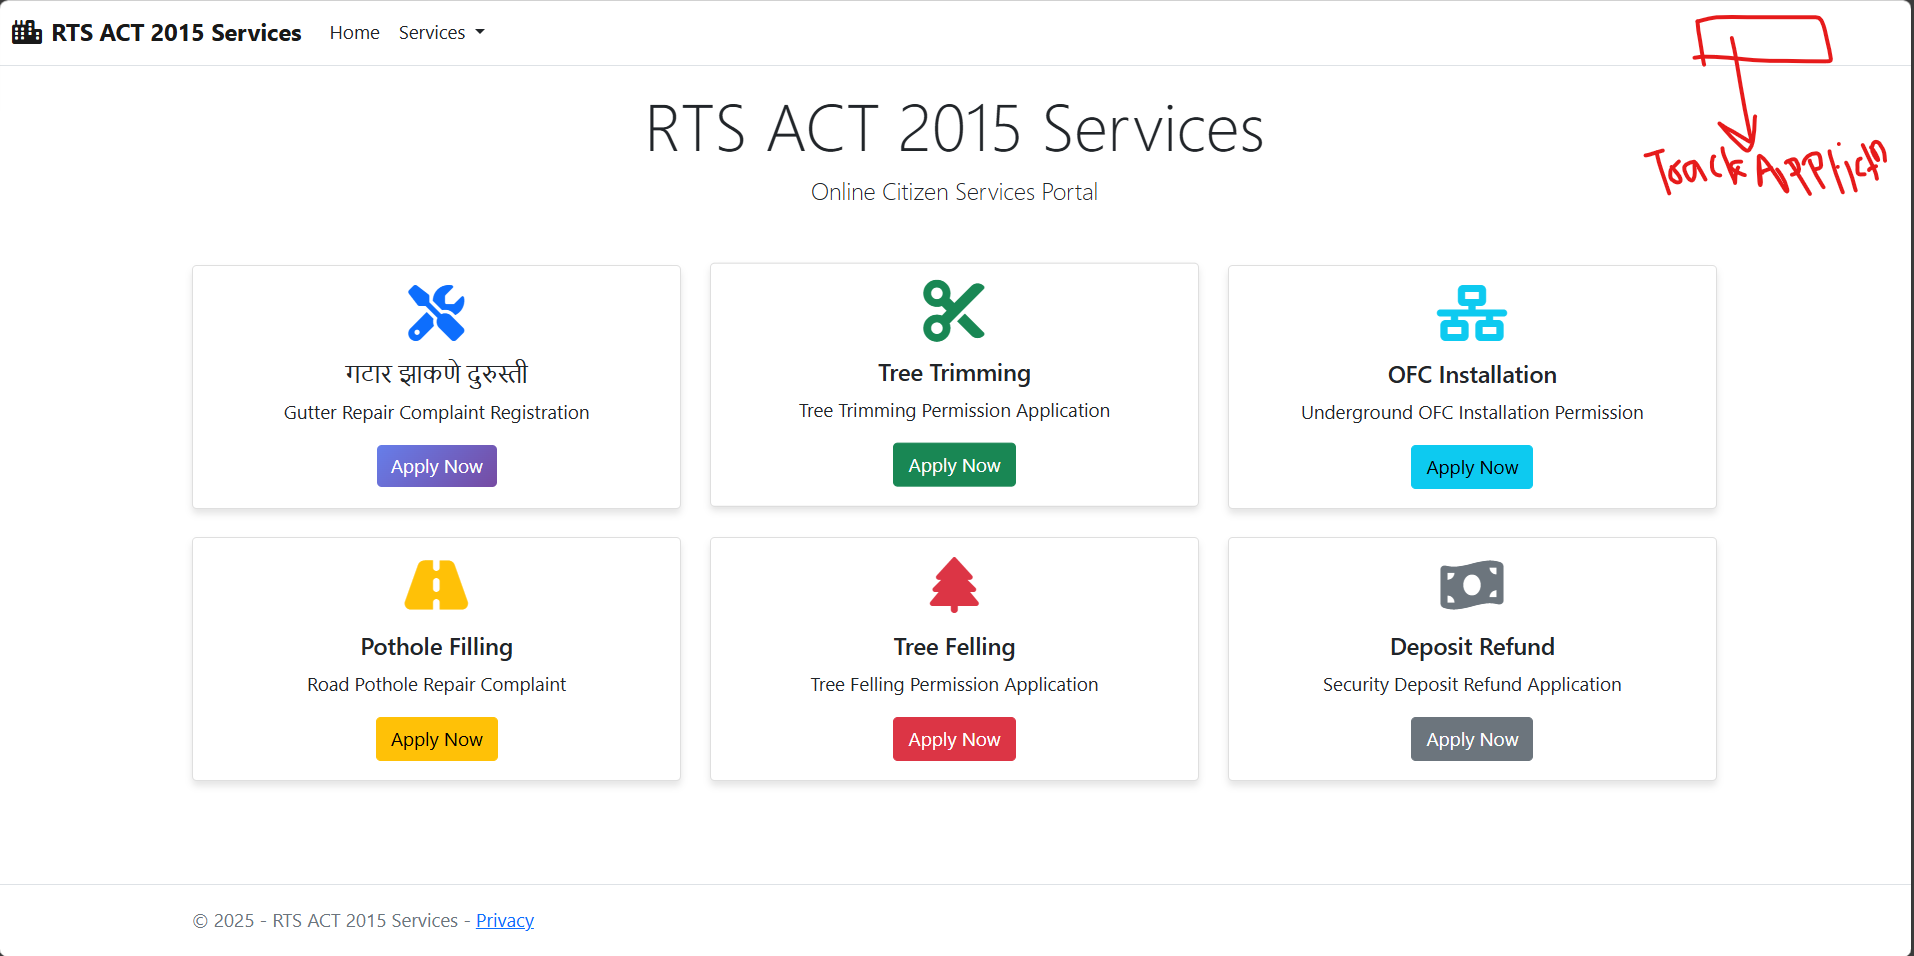 RTS ACT 2015 Services Home Services
Track Applictn
RTS ACT 2015 Services
Online Citizen Services Portal
गटार झाकणे दुरुस्ती
Gutter Repair Complaint Registration
Apply Now
Tree Trimming
Tree Trimming Permission Application
Apply Now
OFC Installation
Underground OFC Installation Permission
Apply Now
Pothole Filling
Road Pothole Repair Complaint
Apply Now
Tree Felling
Tree Felling Permission Application
Apply Now
Deposit Refund
Security Deposit Refund Application
Apply Now
© 2025 - RTS ACT 2015 Services - Privacy